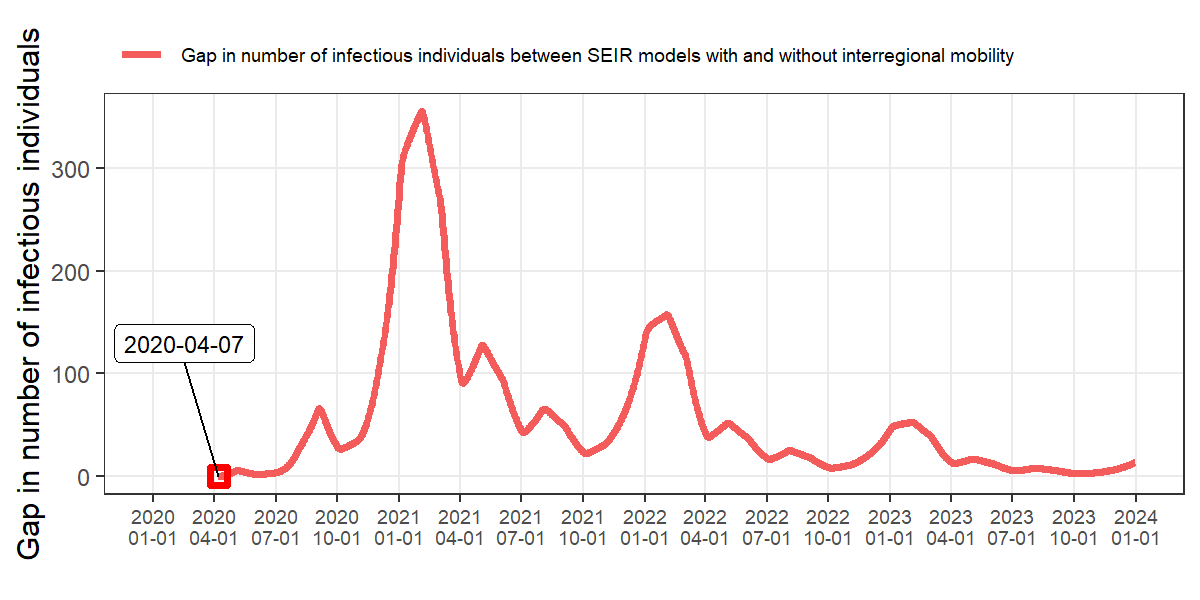 Gap in number of infectious individuals between SEIR models with and without interregional mobility
Gap in number of infectious individuals
300
200
100
0
2020-04-07
2020 2020 2020 2020 2021 2021 2021 2021 2022 2022 2022 2022 2023 2023 2023 2023 2024
01-01 04-01 07-01 10-01 01-01 04-01 07-01 10-01 01-01 04-01 07-01 10-01 01-01 04-01 07-01 10-01 01-01